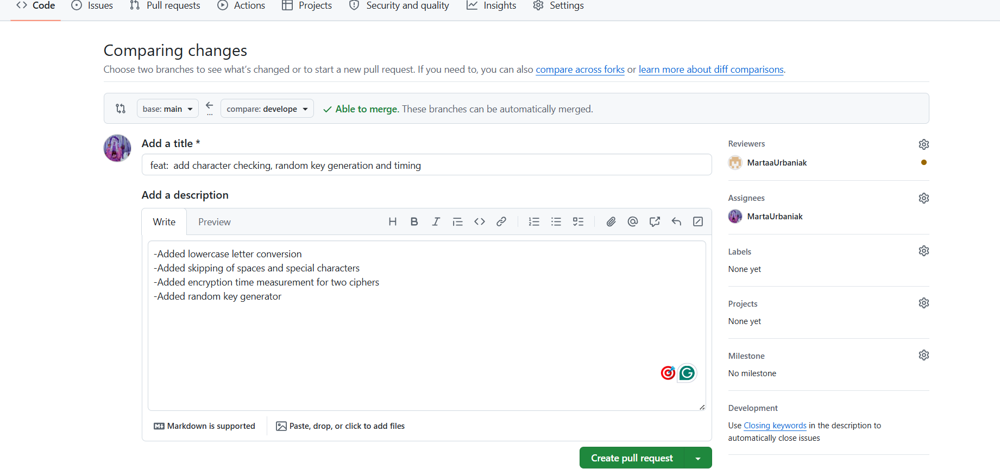 Code Issues Pull requests Actions Projects Security and quality Insights Settings
Comparing changes
Choose two branches to see what's changed or to start a new pull request. If you need to, you can also compare across forks or learn more about diff comparisons.
base: main ... compare: develope Able to merge. These branches can be automatically merged.
Add a title *
feat:  add character checking, random key generation and timing
Add a description
Write Preview
-Added lowercase letter conversion
-Added skipping of spaces and special characters
-Added encryption time measurement for two ciphers
-Added random key generator
Markdown is supported Paste, drop, or click to add files
Create pull request
Reviewers
MartaaUrbaniak
Assignees
MartaUrbaniak
Labels
None yet
Projects
None yet
Milestone
No milestone
Development
Use Closing keywords in the description to
automatically close issues